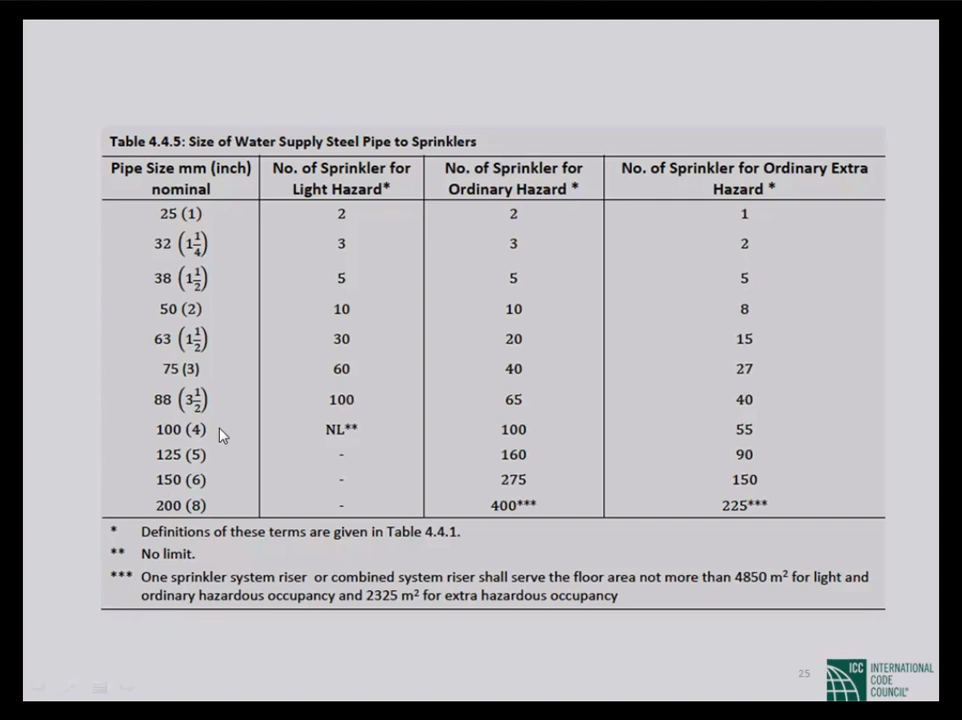 Table 4.4.5: Size of Water Supply Steel Pipe to Sprinklers
Pipe Size mm (inch) nominal | No. of Sprinkler for Light Hazard* | No. of Sprinkler for Ordinary Hazard * | No. of Sprinkler for Ordinary Extra Hazard *
25 (1) | 2 | 2 | 1
32 (1 1/4) | 3 | 3 | 2
38 (1 1/2) | 5 | 5 | 5
50 (2) | 10 | 10 | 8
63 (1 1/2) | 30 | 20 | 15
75 (3) | 60 | 40 | 27
88 (3 1/2) | 100 | 65 | 40
100 (4) | NL** | 100 | 55
125 (5) | - | 160 | 90
150 (6) | - | 275 | 150
200 (8) | - | 400*** | 225***
* Definitions of these terms are given in Table 4.4.1.
** No limit.
*** One sprinkler system riser or combined system riser shall serve the floor area not more than 4850 m² for light and
ordinary hazardous occupancy and 2325 m² for extra hazardous occupancy
25
ICC INTERNATIONAL
CODE
COUNCIL®